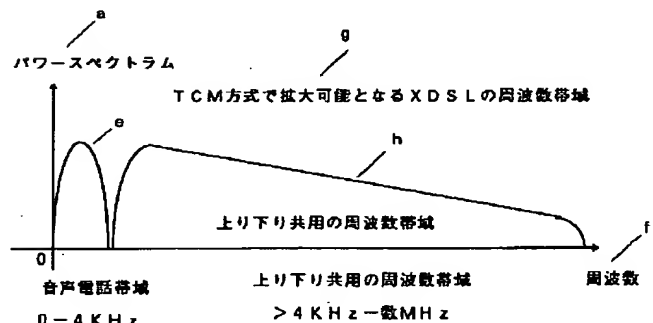 a
パワースペクトラム
g
TCM方式で拡大可能となるXDSLの周波数帯域
e
h
上り下り共用の周波数帯域
f
0
音声電話帯域
上り下り共用の周波数帯域
周波数
0-4KHz
>4KHz-数MHz